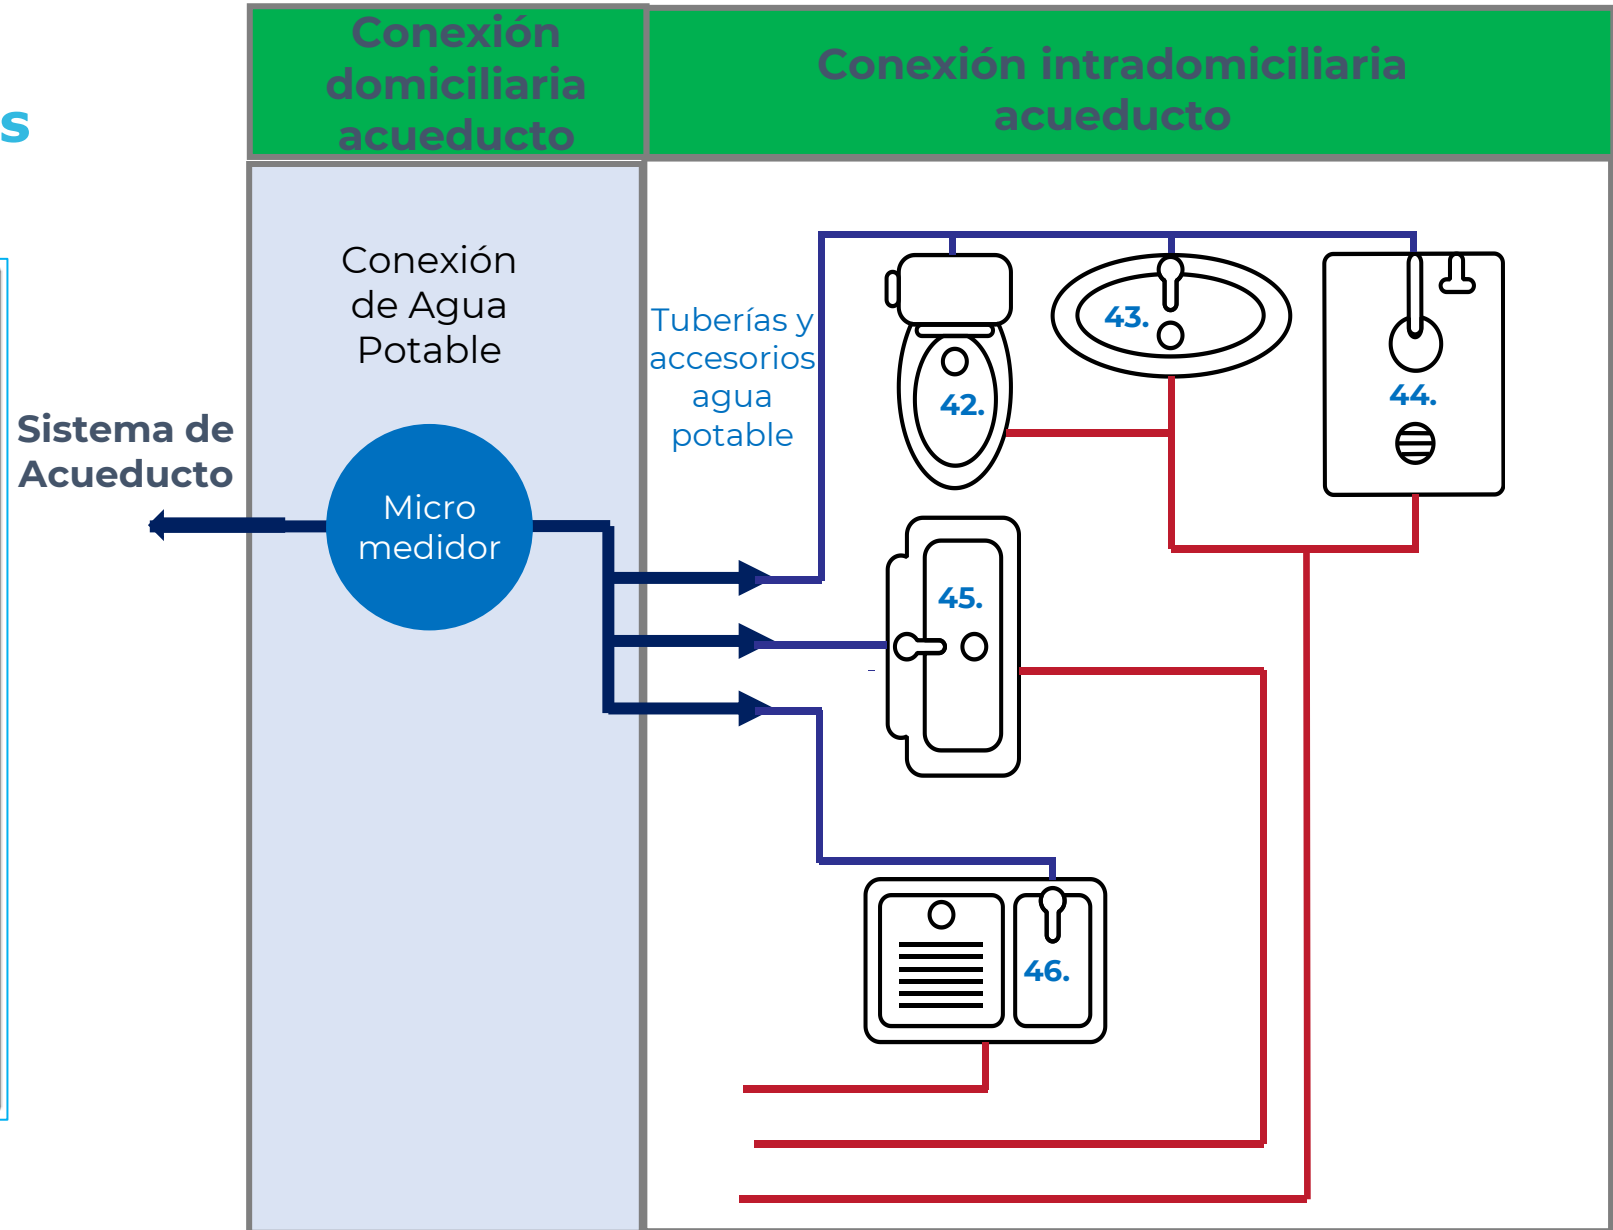 s
Conexión
domiciliaria
acueducto
Conexión intradomiciliaria
acueducto
Conexión
de Agua
Potable
Tuberías y
accesorios
agua
potable
Sistema de
Acueducto
Micro
medidor
42.
43.
44.
45.
46.